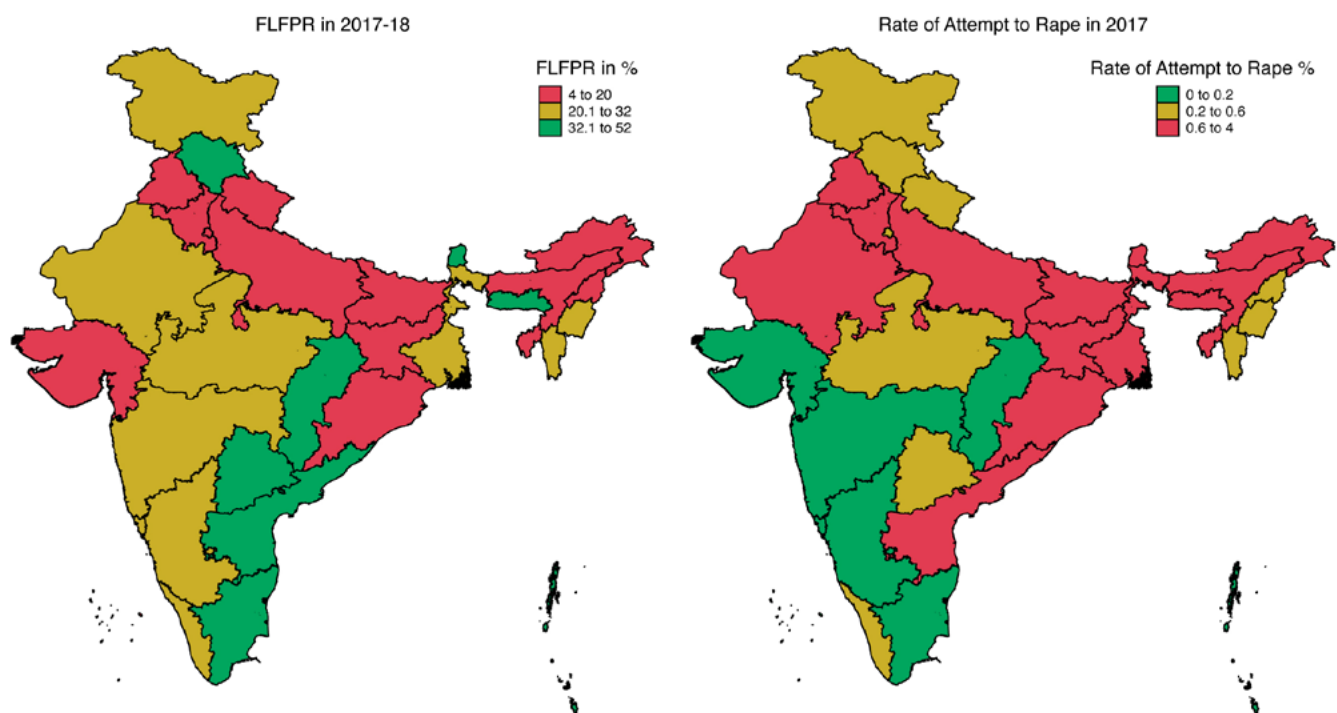 FLFPR in 2017-18
FLFPR in %
4 to 20
20.1 to 32
32.1 to 52
Rate of Attempt to Rape in 2017
Rate of Attempt to Rape %
0 to 0.2
0.2 to 0.6
0.6 to 4